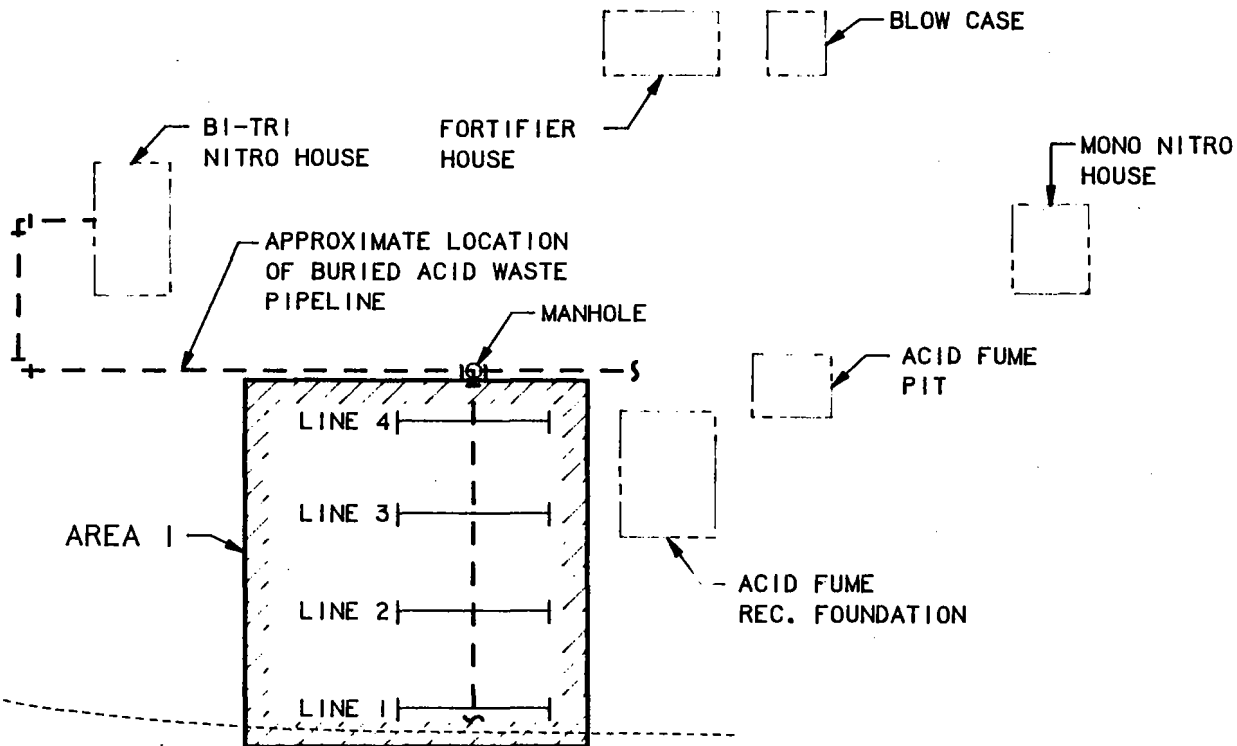 BLOW CASE
BI-TRI
NITRO HOUSE
FORTIFIER
HOUSE
MONO NITRO
HOUSE
APPROXIMATE LOCATION
OF BURIED ACID WASTE
PIPELINE
MANHOLE
ACID FUME
PIT
LINE 4
LINE 3
AREA 1
ACID FUME
REC. FOUNDATION
LINE 2
LINE 1